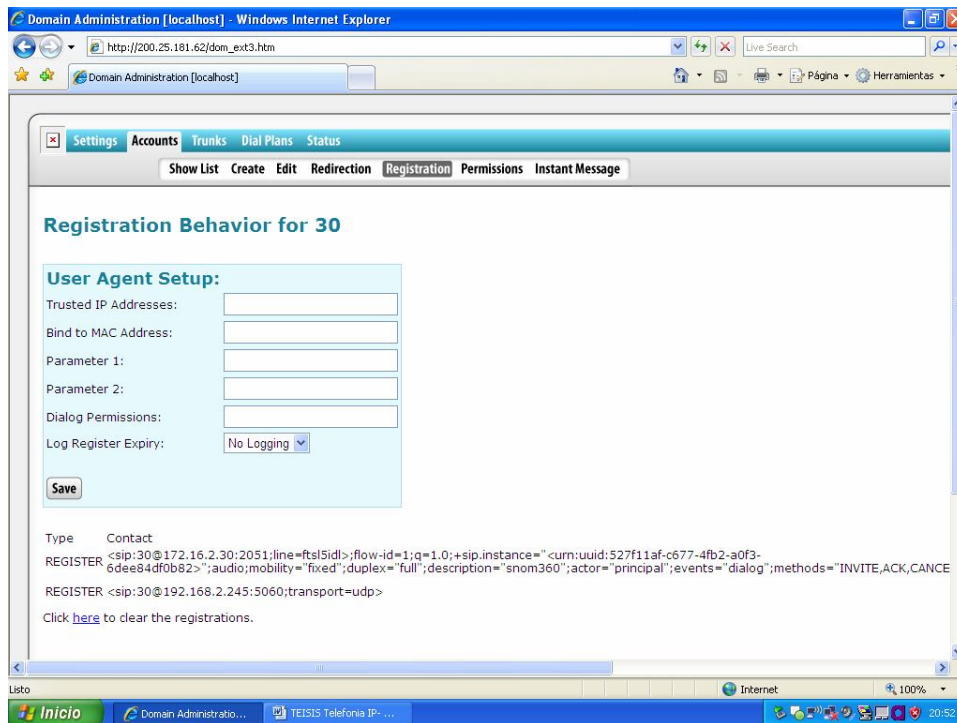 Domain Administration [localhost] - Windows Internet Explorer
http://200.25.181.62/dom_ext3.htm
Live Search
Domain Administration [localhost]
Página
Herramientas
Settings Accounts Trunks Dial Plans Status
Show List Create Edit Redirection Registration Permissions Instant Message
Registration Behavior for 30
User Agent Setup:
Trusted IP Addresses:
Bind to MAC Address:
Parameter 1:
Parameter 2:
Dialog Permissions:
Log Register Expiry: No Logging
Save
Type Contact
REGISTER <sip:30@172.16.2.30:2051;line=ftsl5idl>;flow-id=1;q=1.0;+sip.instance="<urn:uuid:527f11af-c677-4fb2-a0f3-
6dee84df0b82>";audio;mobility="fixed";duplex="full";description="snom360";actor="principal";events="dialog";methods="INVITE,ACK,CANCE
REGISTER <sip:30@192.168.2.245:5060;transport=udp>
Click here to clear the registrations.
Listo
Internet
100%
Inicio
Domain Administratio...
TEISIS Telefonia IP- ...
20:52